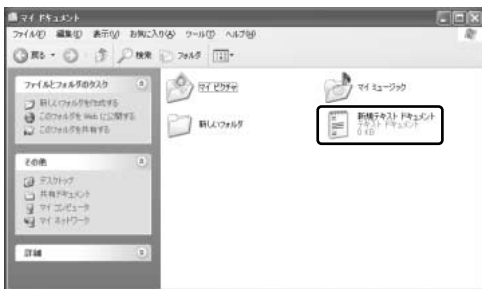 マイ ドキュメント
ファイル(F) 編集(E) 表示(V) お気に入り(A) ツール(T) ヘルプ(H)
戻る 検索 フォルダ
ファイルとフォルダのタスク
新しいフォルダを作成する
このフォルダを Web に公開する
このフォルダを共有する
その他
デスクトップ
共有ドキュメント
マイ コンピュータ
マイ ネットワーク
詳細
マイ ピクチャ
マイ ミュージック
新しいフォルダ
新規テキスト ドキュメント
テキスト ドキュメント
0 KB